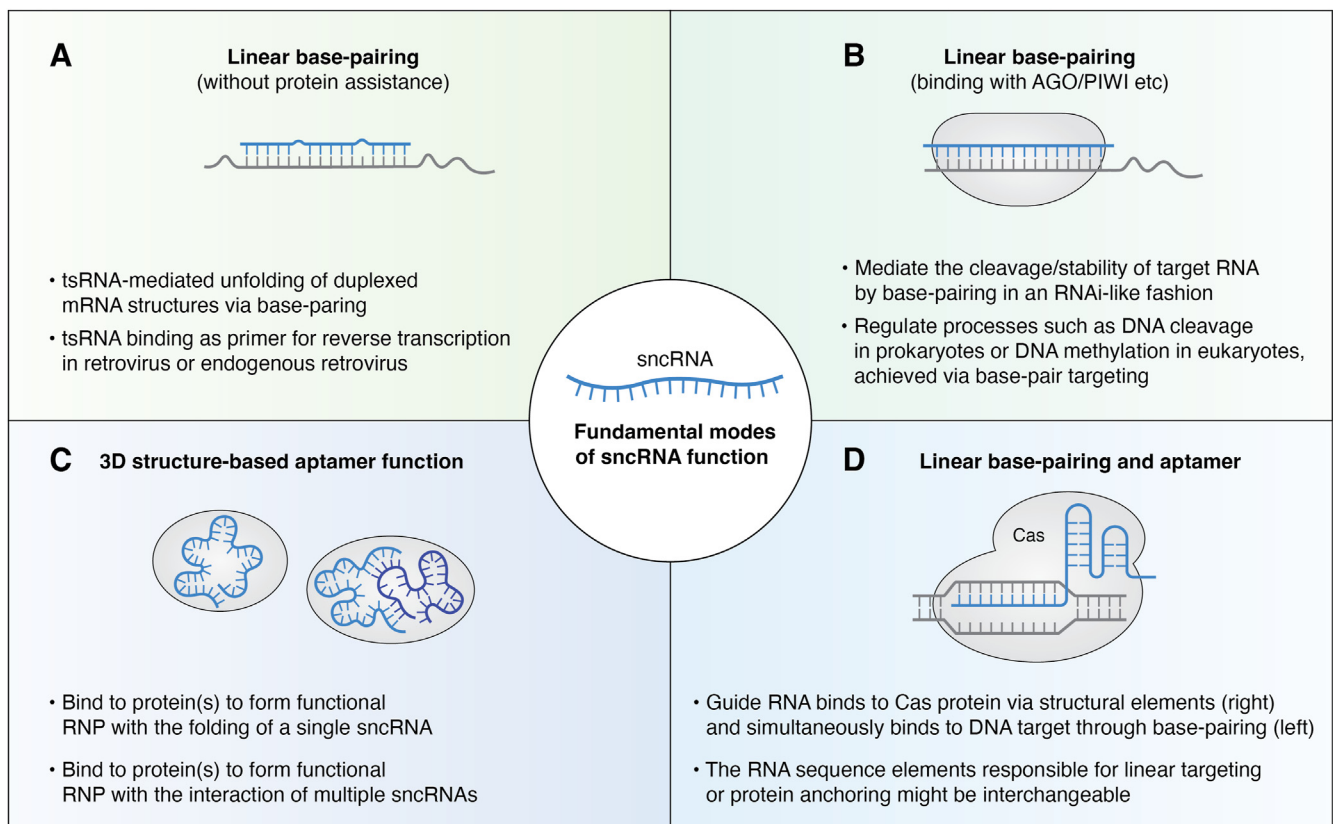 A
Linear base-pairing
(without protein assistance)
• tsRNA-mediated unfolding of duplexed
mRNA structures via base-paring
• tsRNA binding as primer for reverse transcription
in retrovirus or endogenous retrovirus
B
Linear base-pairing
(binding with AGO/PIWI etc)
• Mediate the cleavage/stability of target RNA
by base-pairing in an RNAi-like fashion
• Regulate processes such as DNA cleavage
in prokaryotes or DNA methylation in eukaryotes,
achieved via base-pair targeting
sncRNA
Fundamental modes
of sncRNA function
C
3D structure-based aptamer function
• Bind to protein(s) to form functional
RNP with the folding of a single sncRNA
• Bind to protein(s) to form functional
RNP with the interaction of multiple sncRNAs
D
Linear base-pairing and aptamer
Cas
• Guide RNA binds to Cas protein via structural elements (right)
and simultaneously binds to DNA target through base-pairing (left)
• The RNA sequence elements responsible for linear targeting
or protein anchoring might be interchangeable